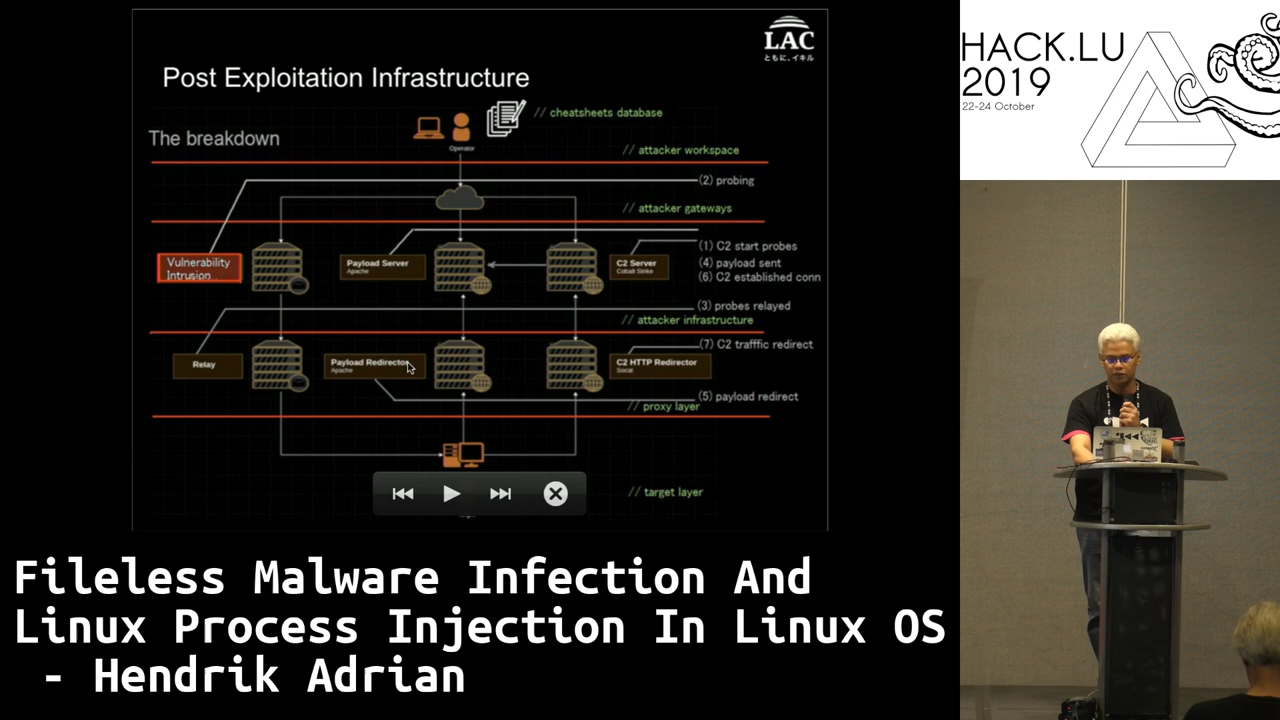 LAC
ともに、イキル
Post Exploitation Infrastructure
The breakdown
// cheatsheets database
Operator
// attacker workspace
(2) probing
// attacker gateways
Vulnerability
Intrusion
Payload Server
Apache
C2 Server
Cobalt Strike
(1) C2 start probes
(4) payload sent
(6) C2 established conn
(3) probes relayed
// attacker infrastructure
Relay
Payload Redirector
Apache
C2 HTTP Redirector
Socat
(7) C2 trafffic redirect
(5) payload redirect
// proxy layer
// target layer
HACK.LU
2019
22-24 October
Fileless Malware Infection And
Linux Process Injection In Linux OS
- Hendrik Adrian